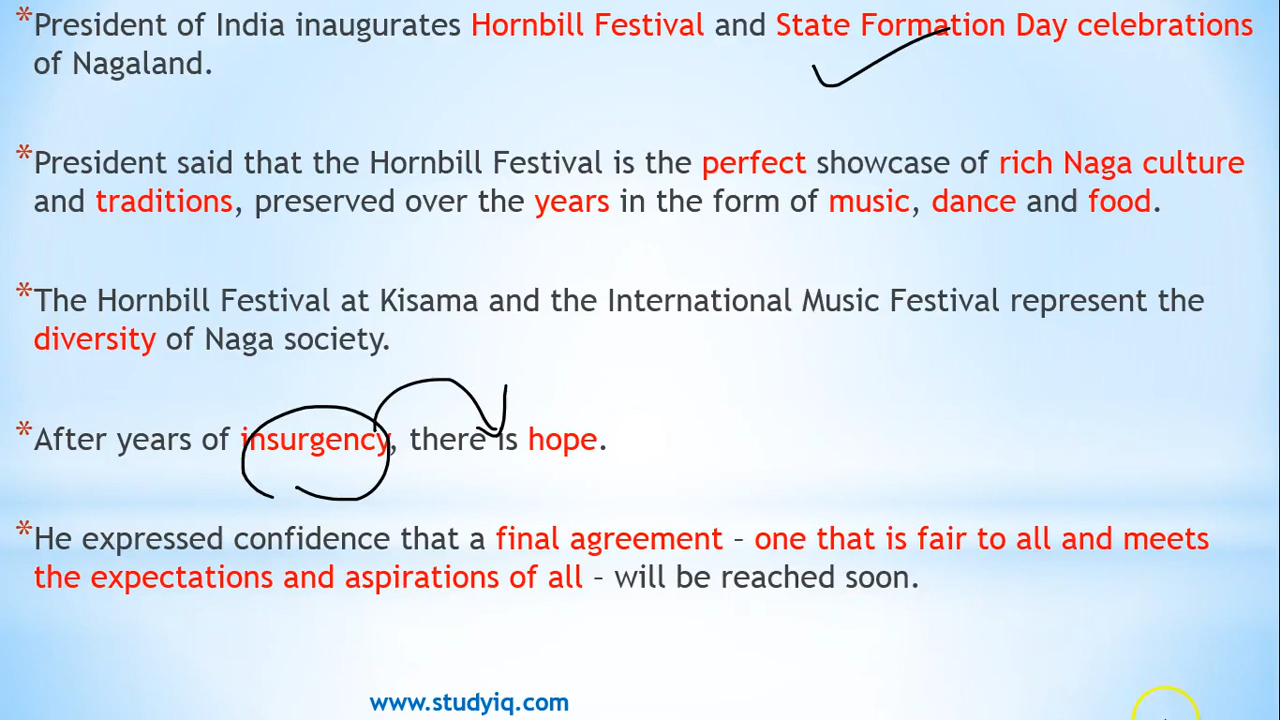 *President of India inaugurates Hornbill Festival and State Formation Day celebrations
of Nagaland.
*President said that the Hornbill Festival is the perfect showcase of rich Naga culture
and traditions, preserved over the years in the form of music, dance and food.
*The Hornbill Festival at Kisama and the International Music Festival represent the
diversity of Naga society.
*After years of insurgency, there is hope.
*He expressed confidence that a final agreement – one that is fair to all and meets
the expectations and aspirations of all – will be reached soon.
www.studyiq.com